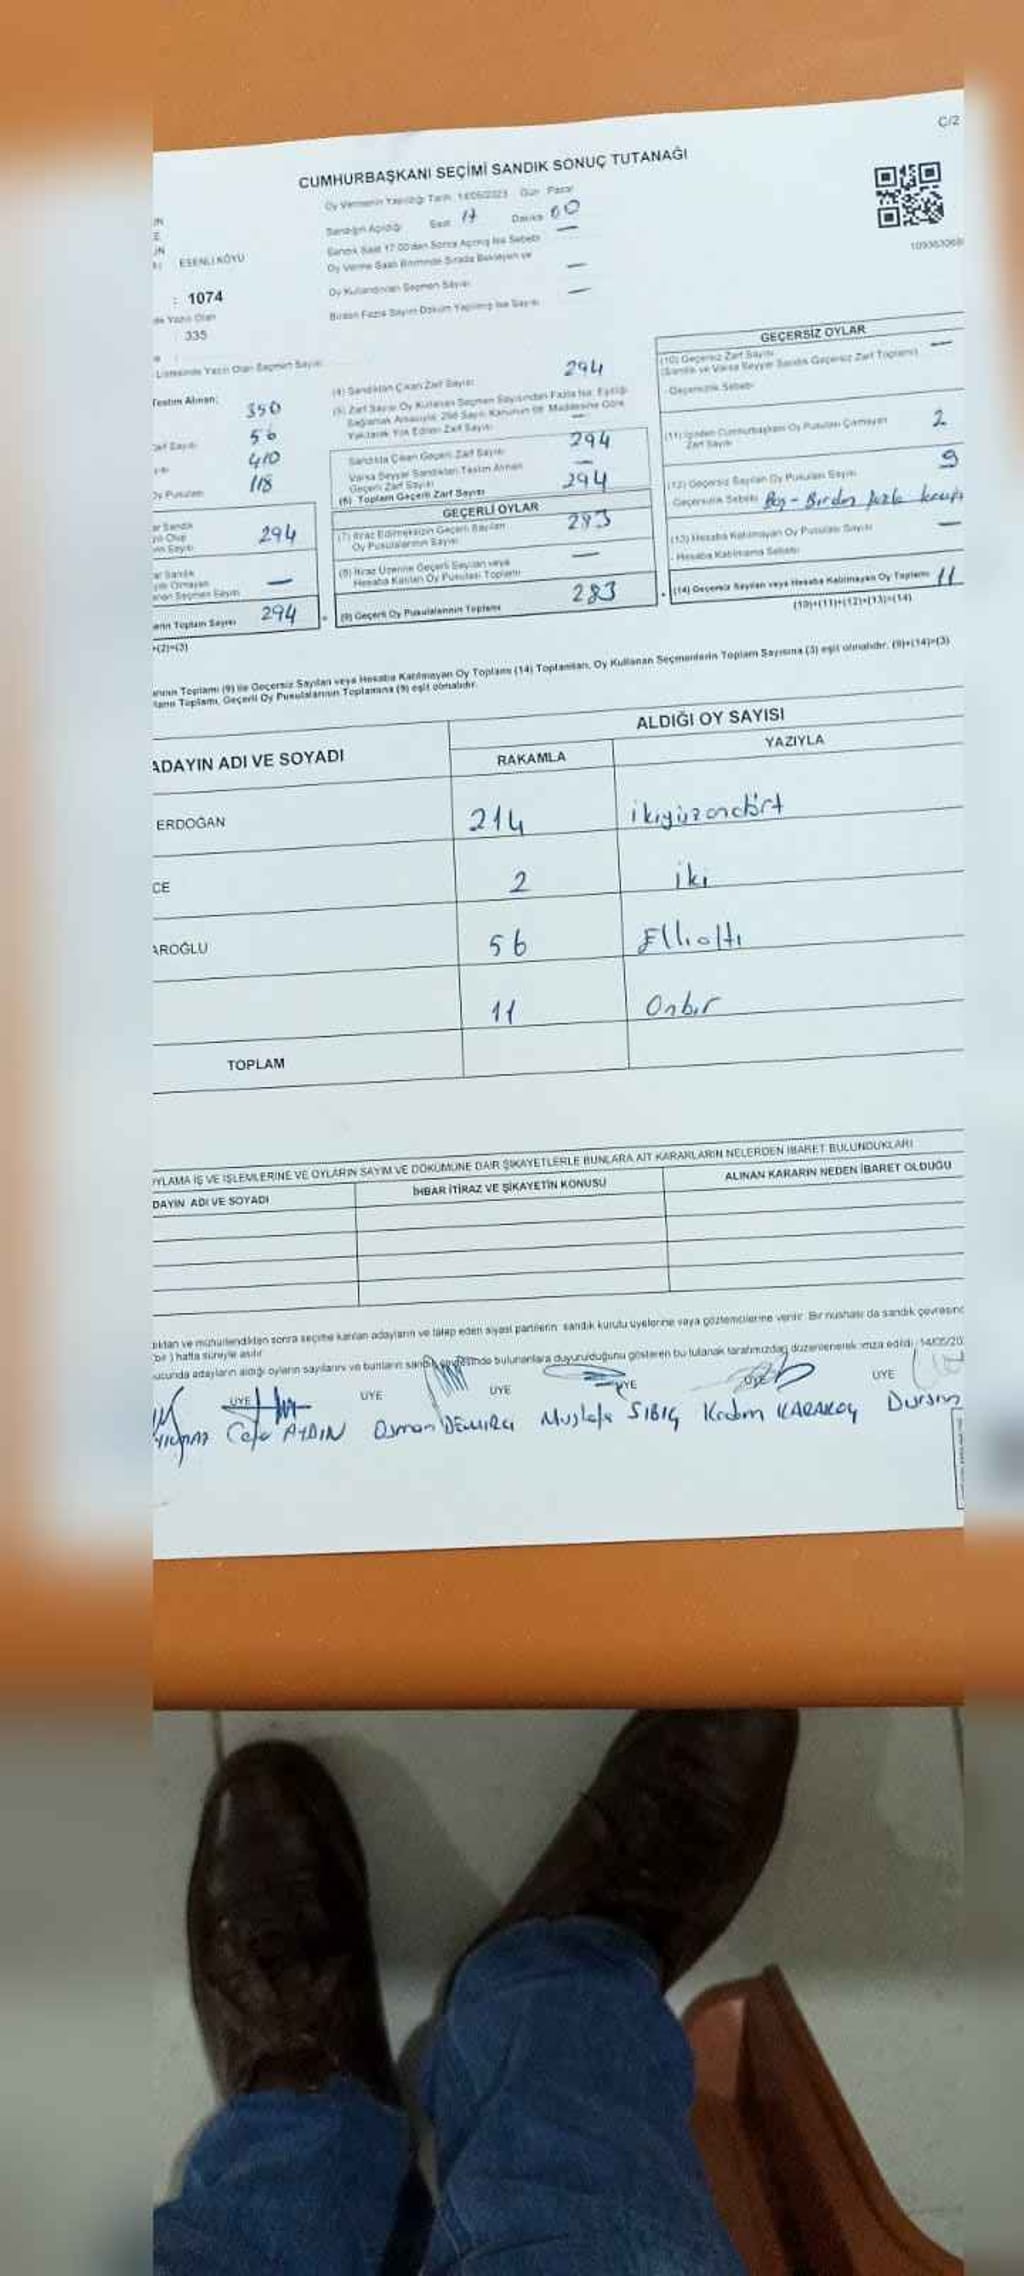 C/2
CUMHURBAŞKANI SEÇİMİ SANDIK SONUÇ TUTANAĞI
Oy Vermenin Yapıldığı Tarih: 14/05/2023 Gün: Pazar
Sandığın Açıldığı Saat 17 Dakika 00
Sandık Saat 17.00'den Sonra Açılmış İse Sebebi
Oy Verme Saati Bitiminde Sırada Bekleyen ve
Oy Kullandırılan Seçmen Sayısı
Birden Fazla Sayım Döküm Yapılmış İse Sayısı
ESENLİ KÖYÜ
: 1074
de Yazılı Olan
: 335
Listesinde Yazılı Olan Seçmen Sayısı
Teslim Alınan:
350
56
410
Oy Pusulası 118
294
294
(2)=(3)
(4) Sandıktan Çıkan Zarf Sayısı 294
(5) Zarf Sayısı Oy Kullanan Seçmen Sayısından Fazla ise, Eşitliği
Sağlamak Amacıyla 298 Sayılı Kanunun 98. Maddesine Göre
Yakılarak Yok Edilen Zarf Sayısı
Sandıkta Çıkan Geçerli Zarf Sayısı 294
Varsa Seyyar Sandıktan Teslim Alınan
Geçerli Zarf Sayısı
(6) Toplam Geçerli Zarf Sayısı 294
GEÇERLİ OYLAR
(7) İtiraz Edilmeksizin Geçerli Sayılan
Oy Pusulalarının Sayısı 283
(8) İtiraz Üzerine Geçerli Sayılan veya
Hesaba Katılan Oy Pusulası Toplamı
(9) Geçerli Oy Pusulalarının Toplamı 283
GEÇERSİZ OYLAR
(10) Geçersiz Zarf Sayısı
(Sandık ve Varsa Seyyar Sandık Geçersiz Zarf Toplamı)
- Geçersizlik Sebebi
(11) İçinden Cumhurbaşkanı Oy Pusulası Çıkmayan
Zarf Sayısı 2
(12) Geçersiz Sayılan Oy Pusulası Sayısı 9
Geçersizlik Sebebi Boş - Birden fazla
(13) Hesaba Katılmayan Oy Pusulası Sayısı
- Hesaba Katılmama Sebebi
(14) Geçersiz Sayılan veya Hesaba Katılmayan Oy Toplamı 11
(10)+(11)+(12)+(13)=(14)
Toplamı (9) ile Geçersiz Sayılan veya Hesaba Katılmayan Oy Toplamı (14) Toplamları, Oy Kullanan Seçmenlerin Toplam Sayısına (3) eşit olmalıdır. (9)+(14)=(3)
Toplamı, Geçerli Oy Pusulalarının Toplamına (9) eşit olmalıdır.
ADAYIN ADI VE SOYADI
ALDIĞI OY SAYISI
RAKAMLA YAZIYLA
ERDOĞAN 214 ikiyüzondört
CE 2 iki
AROĞLU 56 Ellialtı
11 Onbir
TOPLAM
OYLAMA İŞ VE İŞLEMLERİNE VE OYLARIN SAYIM VE DÖKÜMÜNE DAİR ŞİKAYETLERLE BUNLARA AİT KARARLARIN NELERDEN İBARET BULUNDUKLARI
DAYIN ADI VE SOYADI İHBAR İTİRAZ VE ŞİKAYETİN KONUSU ALINAN KARARIN NEDEN İBARET OLDUĞU
ve mühürlendikten sonra seçime katılan adayların ve talep eden siyasi partilerin sandık kurulu üyelerine veya gözlemcilerine verilir. Bir nüshası da sandık çevresinde
bir ) hafta süreyle asılır.
ucunda adayların aldığı oyların sayılarını ve bunların sandık çevresinde bulunanlara duyurulduğunu gösteren bu tutanak tarafımızdan düzenlenerek imza edildi. 14/05/20
ÜYE ÜYE ÜYE ÜYE ÜYE
AYDIN Osman DEMİRCİ Mustafa SIBIÇ Kadim KARAKOÇ Dursun